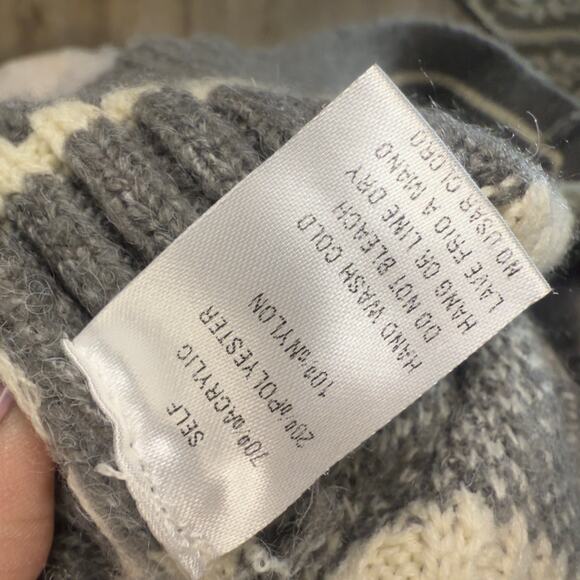 SELF
70%ACRYLIC
20%POLYESTER
10%NYLON
HAND WASH COLD
DO NOT BLEACH
HANG OR LINE DRY
LAVE FRIO A MANO
NO USAR CLORO